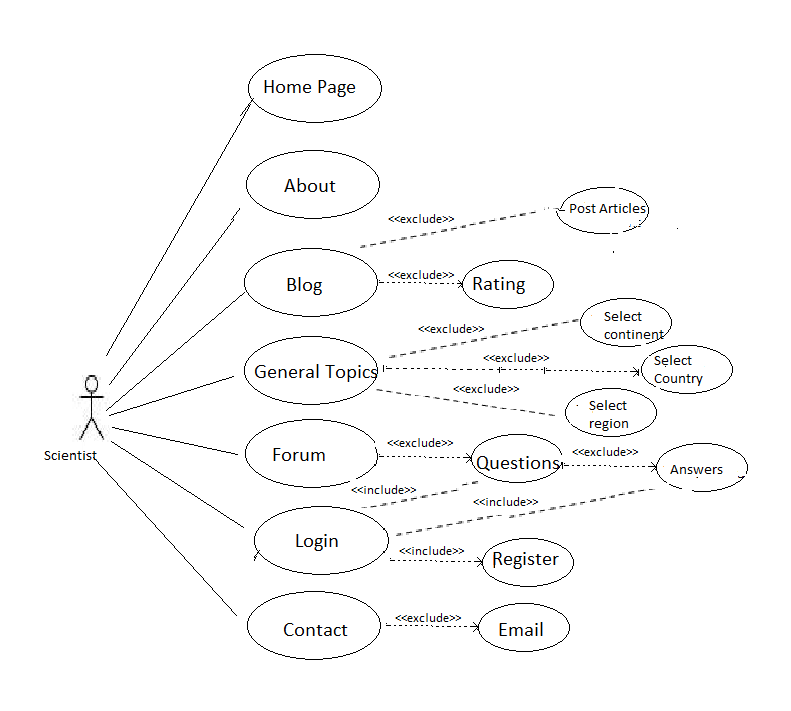 Home Page
About
<<exclude>>
Post Articles
Blog
<<exclude>>
Rating
<<exclude>>
Select
continent
General Topics
<<exclude>>
Select
Country
<<exclude>>
Select
region
Scientist
Forum
<<exclude>>
Questions
<<exclude>>
Answers
<<include>>
<<include>>
Login
<<include>>
Register
Contact
<<exclude>>
Email